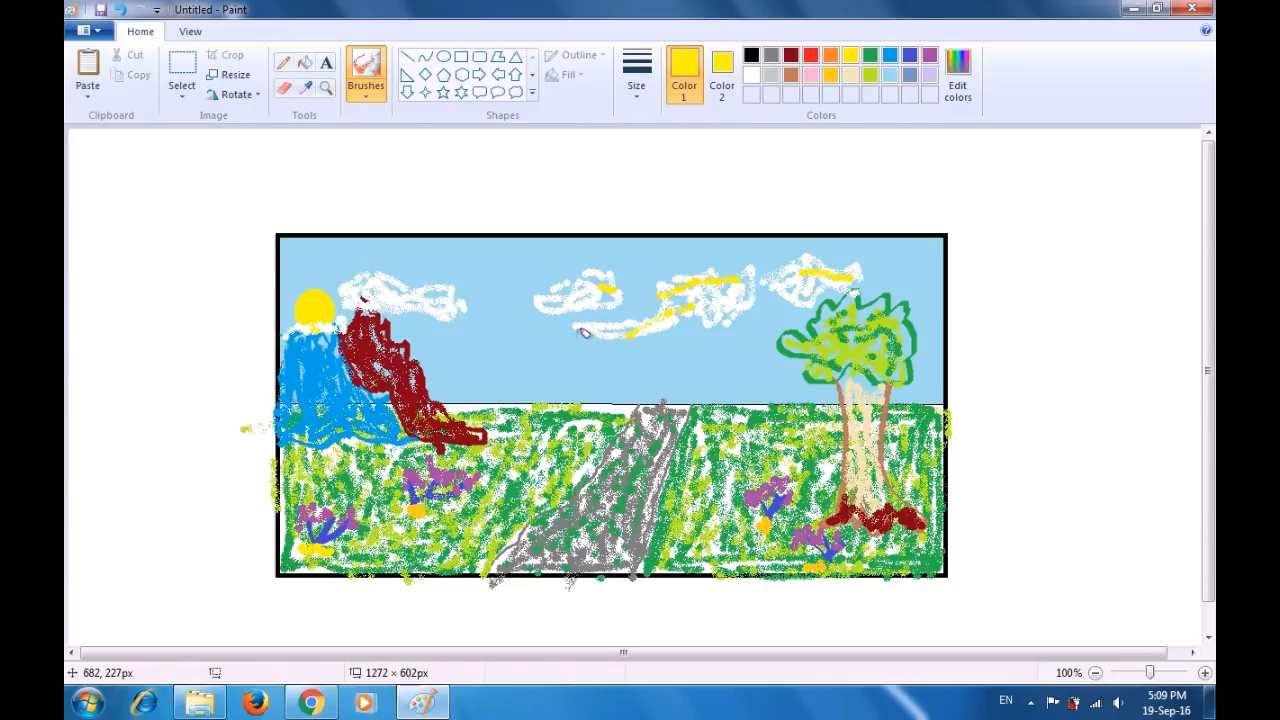 Untitled - Paint
Home View
Paste
Cut
Copy
Clipboard
Select
Crop
Resize
Rotate
Image
A
Tools
Brushes
Outline
Fill
Shapes
Size
Color 1
Color 2
Edit colors
Colors
682, 227px
1272 × 602px
100%
EN
5:09 PM
19-Sep-16